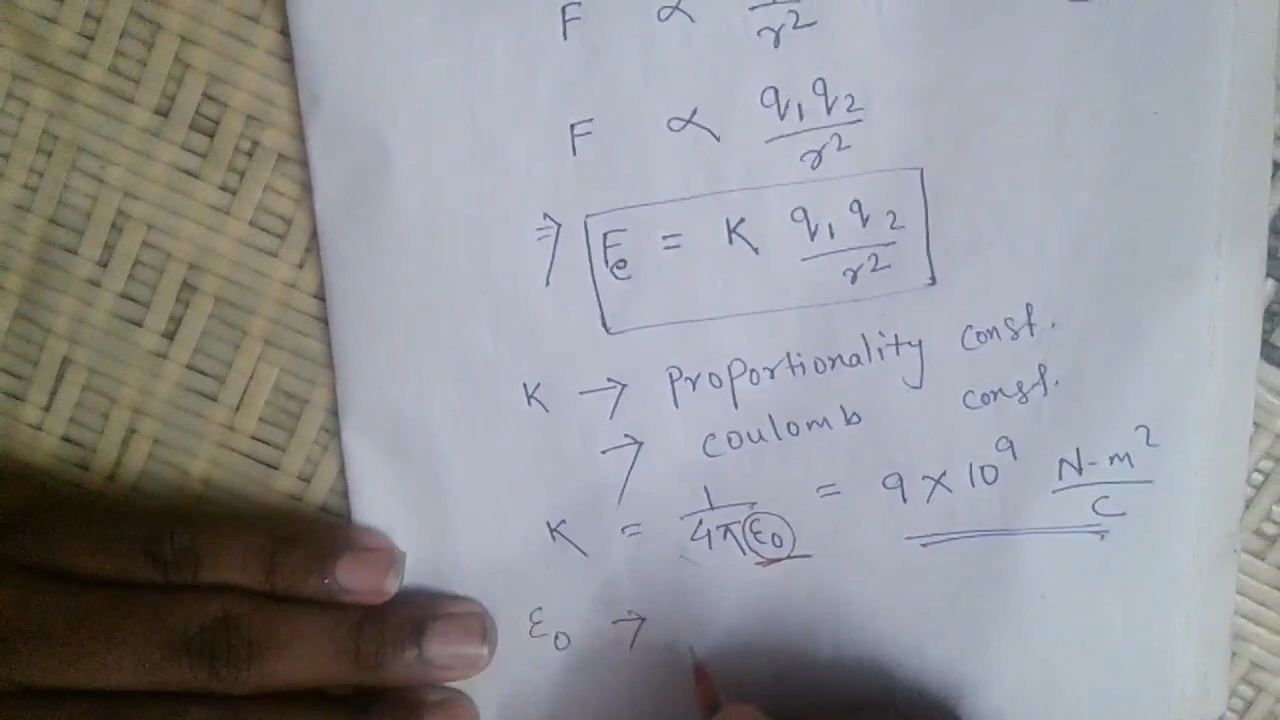 F ∝ 1/r²
F ∝ q₁q₂/r²
⇒ Fe = K q₁q₂/r²
K → Proportionality const.
→ coulomb const.
K = 1/4πε₀ = 9×10⁹ N-m²/C
ε₀ →